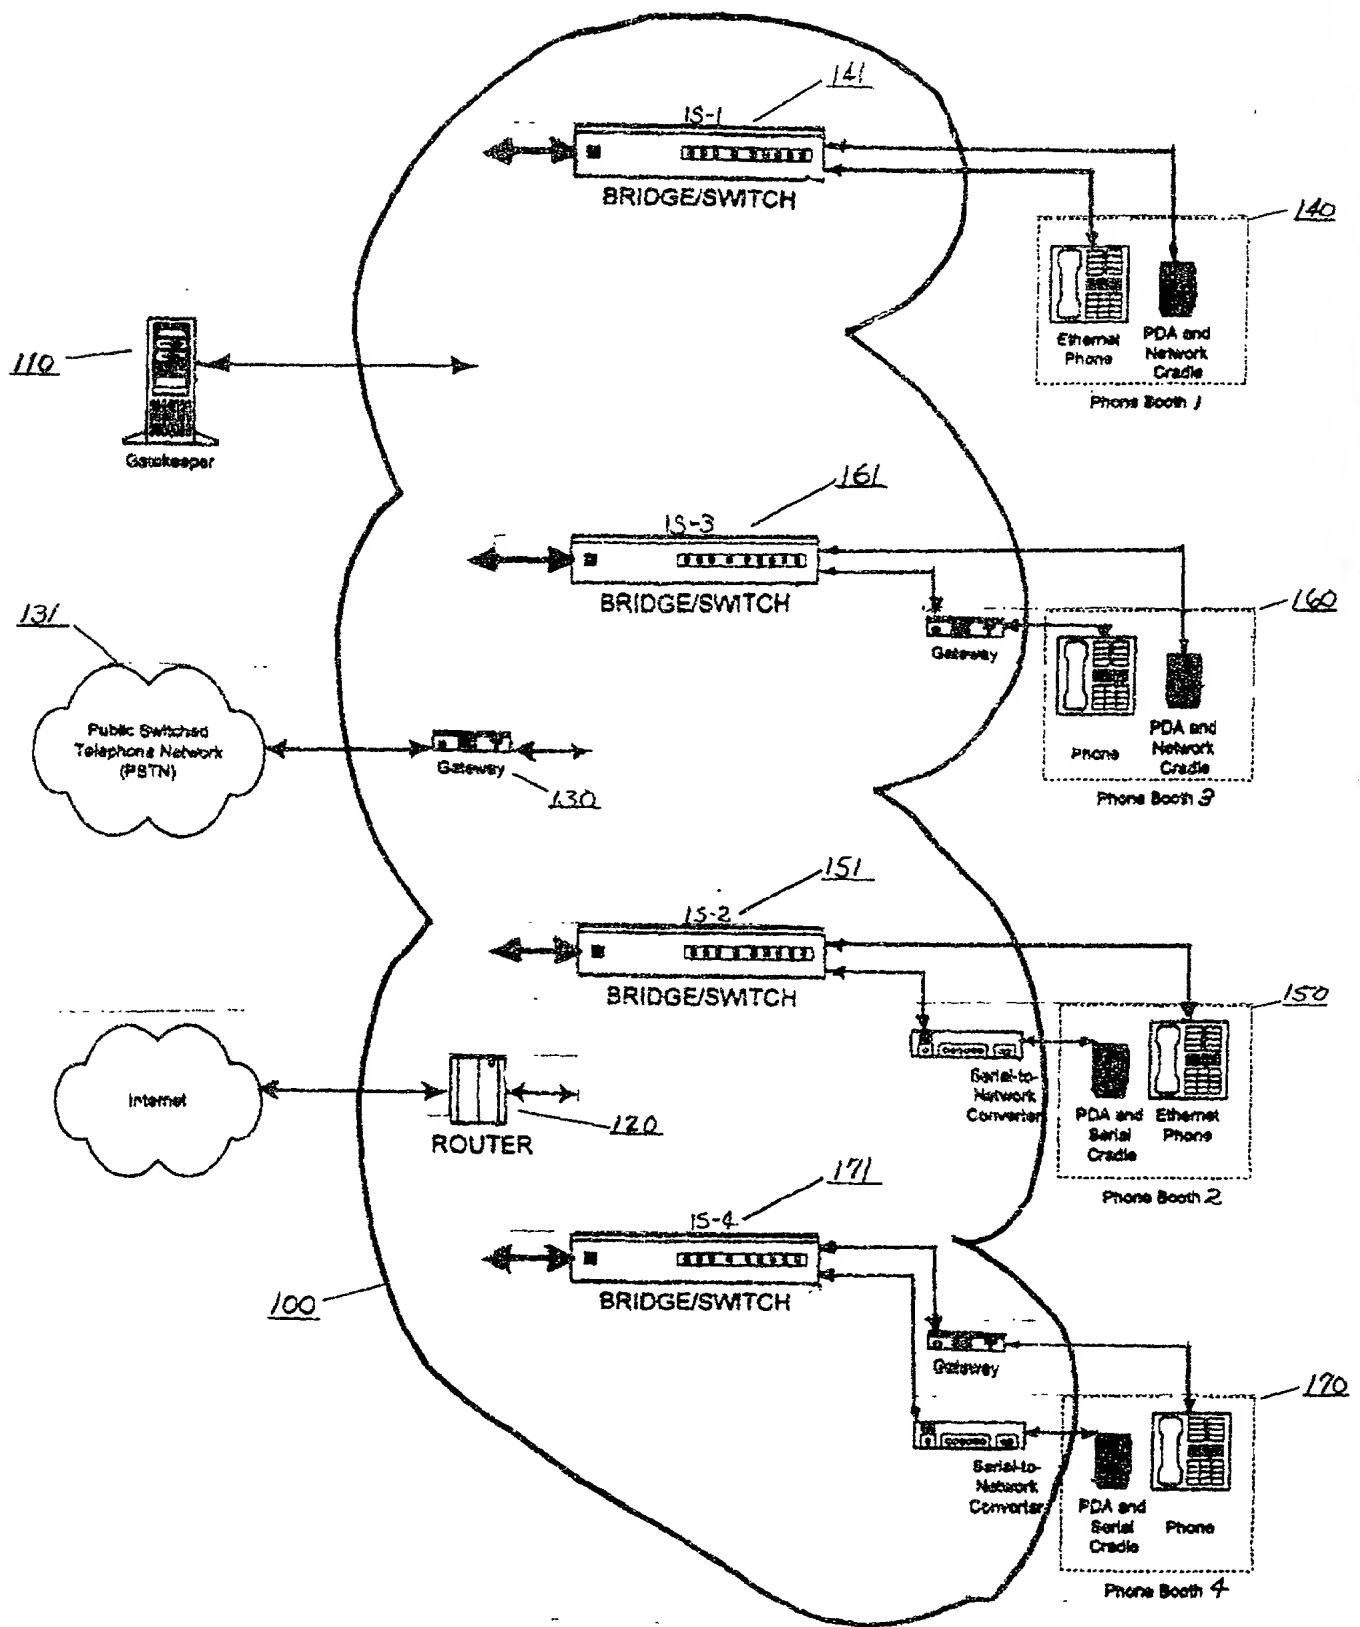 141
IS-1
BRIDGE/SWITCH
140
Ethernet
Phone
PDA and
Network
Cradle
Phone Booth 1
110
Gatekeeper
161
IS-3
BRIDGE/SWITCH
160
Gateway
Phone
PDA and
Network
Cradle
Phone Booth 3
131
Public Switched
Telephone Network
(PSTN)
Gateway
130
151
IS-2
BRIDGE/SWITCH
150
Serial-to-
Network
Converter
PDA and
Serial
Cradle
Ethernet
Phone
Phone Booth 2
Internet
ROUTER
120
171
IS-4
BRIDGE/SWITCH
100
Gateway
170
Serial-to-
Network
Converter
PDA and
Serial
Cradle
Phone
Phone Booth 4